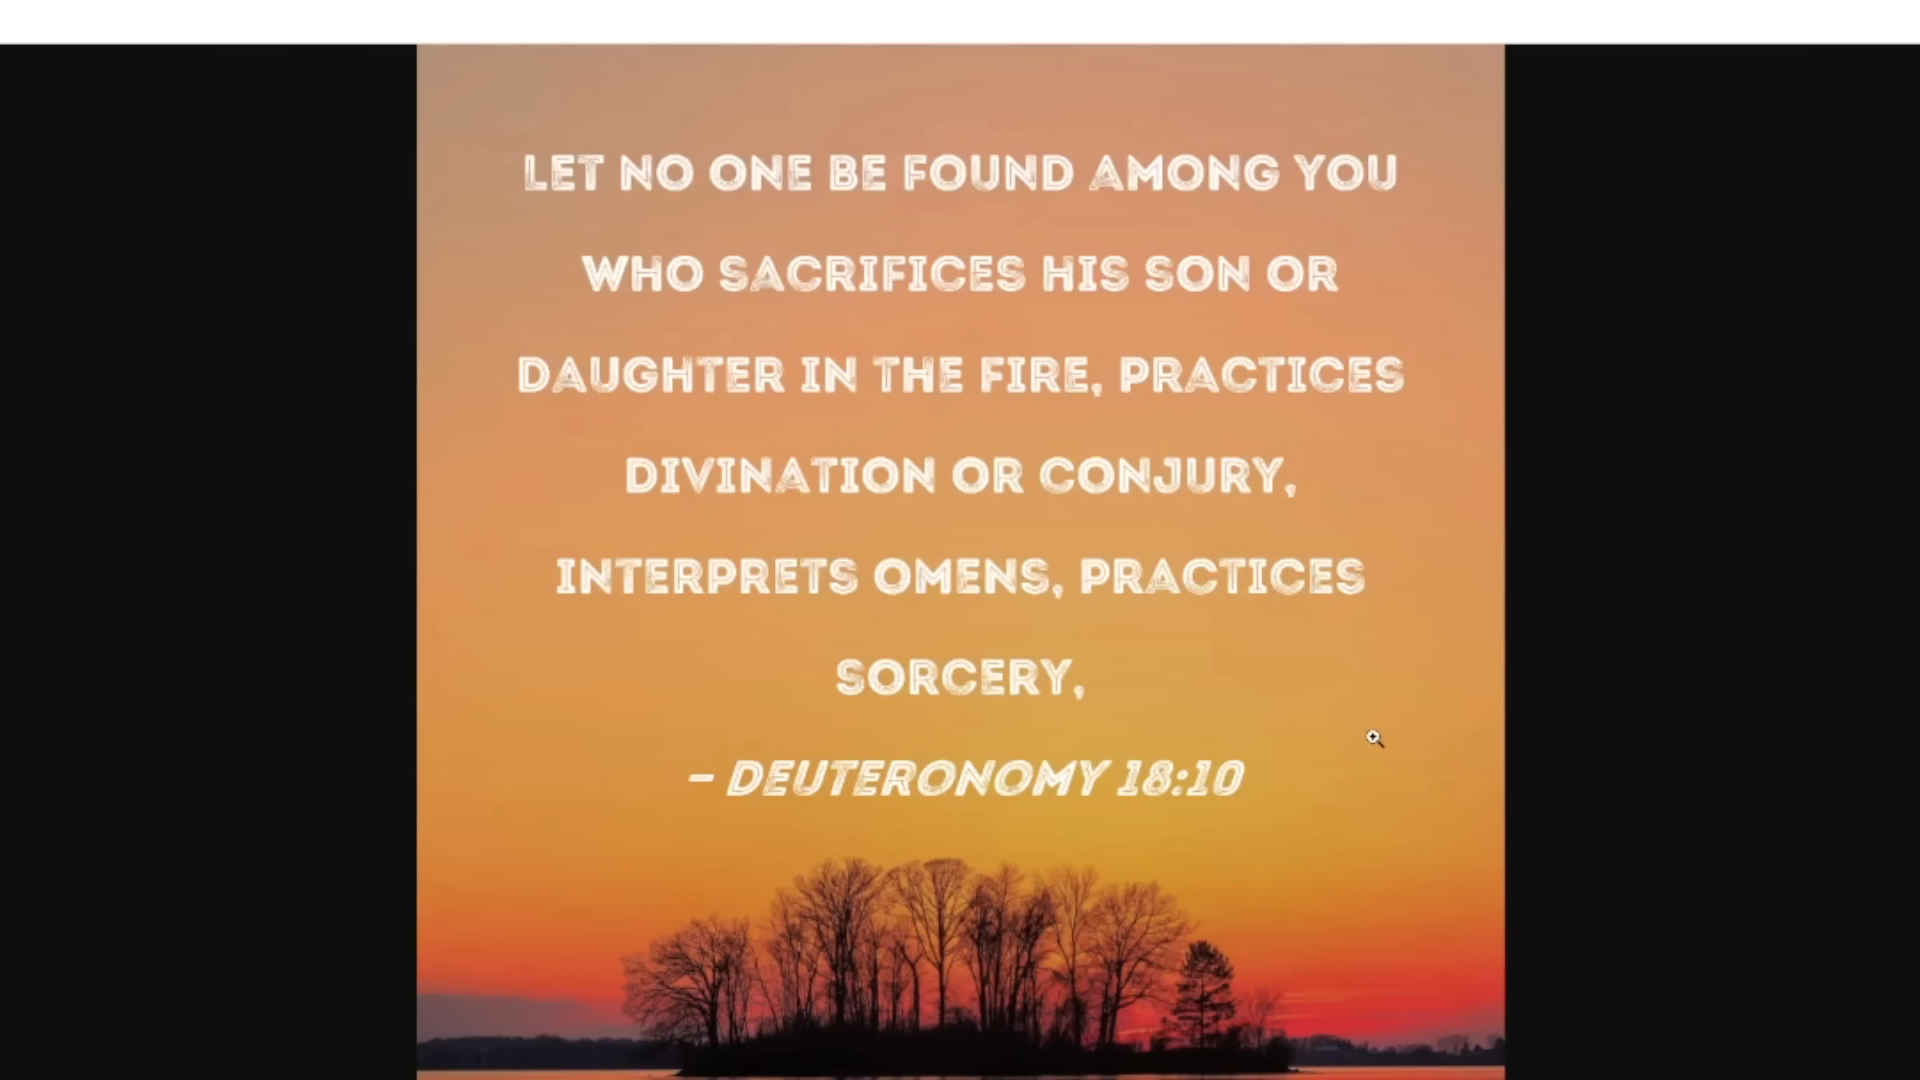 LET NO ONE BE FOUND AMONG YOU
WHO SACRIFICES HIS SON OR
DAUGHTER IN THE FIRE, PRACTICES
DIVINATION OR CONJURY,
INTERPRETS OMENS, PRACTICES
SORCERY,
– DEUTERONOMY 18:10